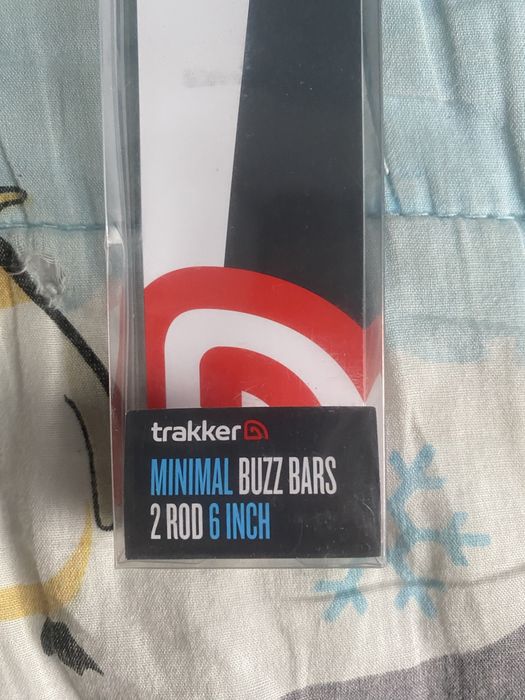 trakker
MINIMAL BUZZ BARS
2 ROD 6 INCH